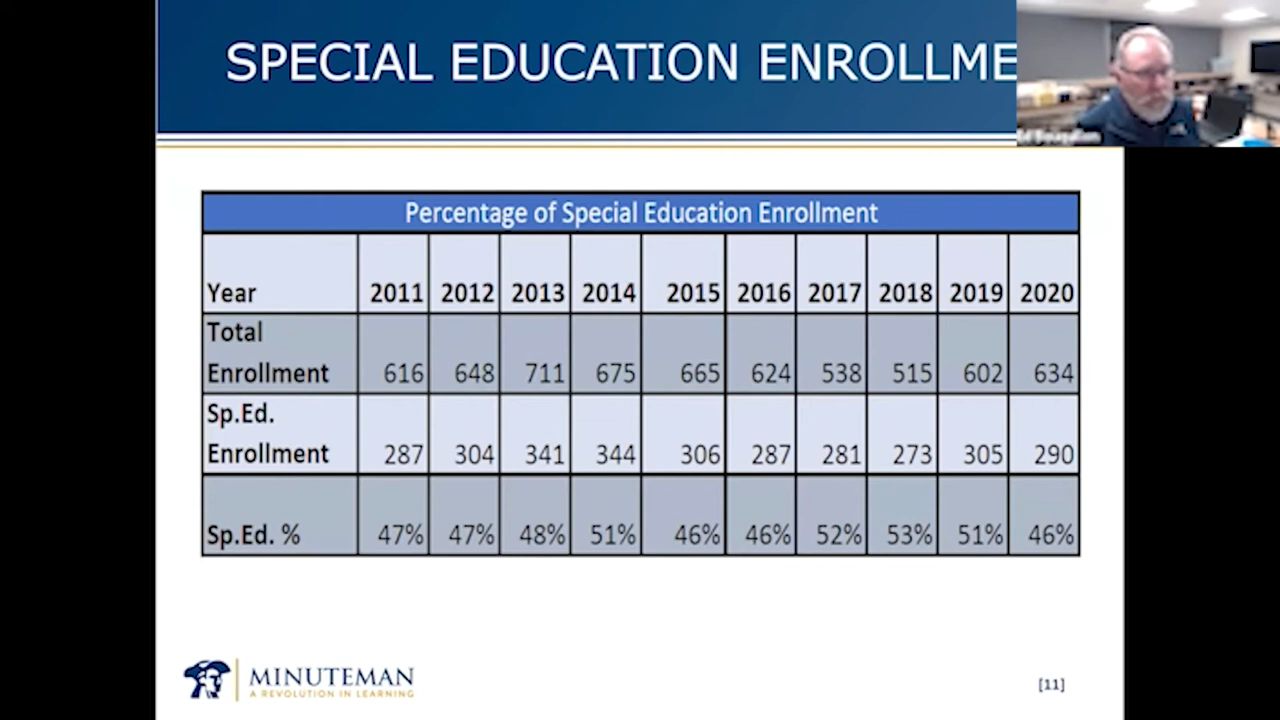 SPECIAL EDUCATION ENROLLME
Percentage of Special Education Enrollment
Year 2011 2012 2013 2014 2015 2016 2017 2018 2019 2020
Total
Enrollment 616 648 711 675 665 624 538 515 602 634
Sp.Ed.
Enrollment 287 304 341 344 306 287 281 273 305 290
Sp.Ed. % 47% 47% 48% 51% 46% 46% 52% 53% 51% 46%
MINUTEMAN
A REVOLUTION IN LEARNING
[11]